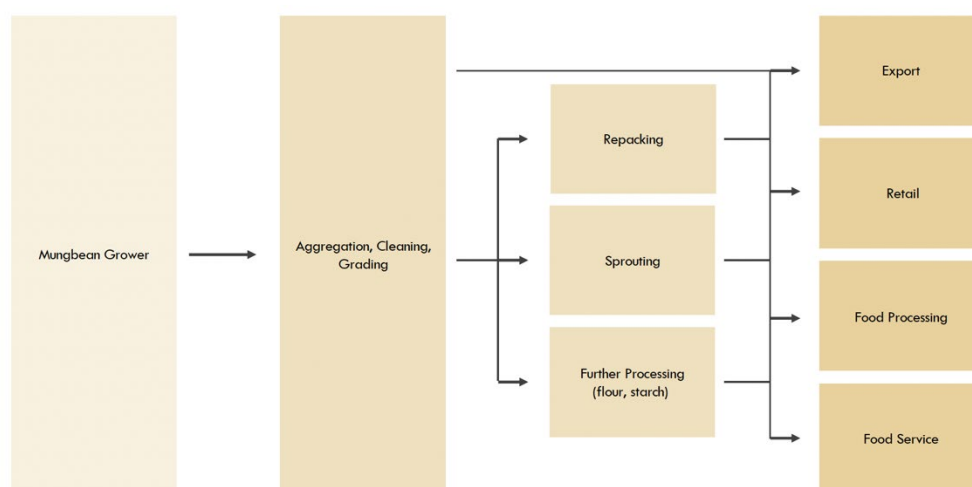 Mungbean Grower
Aggregation, Cleaning,
Grading
Repacking
Sprouting
Further Processing
(flour, starch)
Export
Retail
Food Processing
Food Service